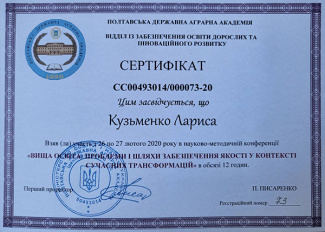 ПОЛТАВСЬКА ДЕРЖАВНА АГРАРНА АКАДЕМІЯ
ВІДДІЛ ІЗ ЗАБЕЗПЕЧЕННЯ ОСВІТИ ДОРОСЛИХ ТА
ІННОВАЦІЙНОГО РОЗВИТКУ
СЕРТИФІКАТ
СС00493014/000073-20
Цим засвідчується, що
Кузьменко Лариса
Взяв (ла) участь з 26 по 27 лютого 2020 року в науково-методичній конференції
«ВИЩА ОСВІТА: ПРОБЛЕМИ І ШЛЯХИ ЗАБЕЗПЕЧЕННЯ ЯКОСТІ У КОНТЕКСТІ
СУЧАСНИХ ТРАНСФОРМАЦІЙ» в обсязі 12 годин.
Перший проректор
П. ПИСАРЕНКО
Реєстраційний номер 73